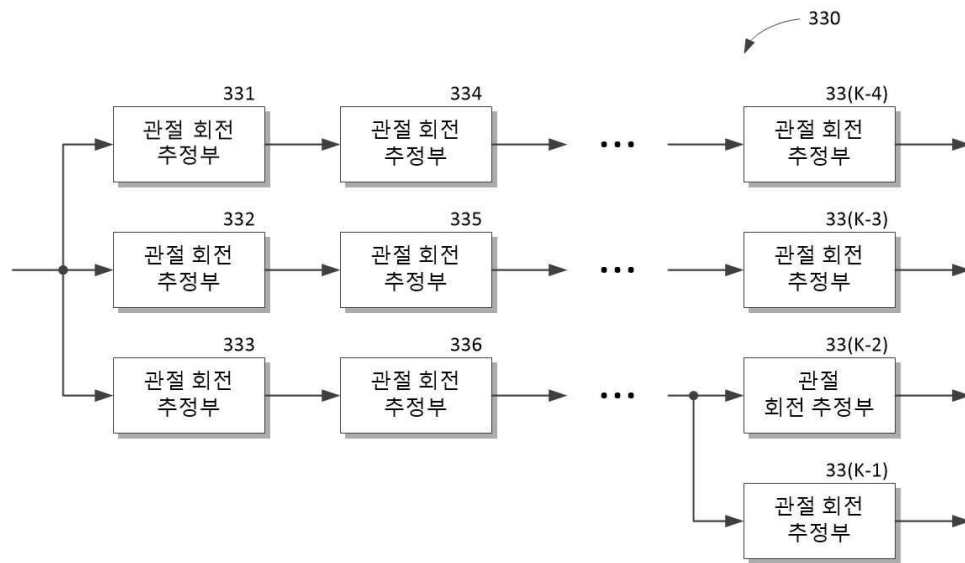 330
331
관절 회전
추정부
334
관절 회전
추정부
...
33(K-4)
관절 회전
추정부
332
관절 회전
추정부
335
관절 회전
추정부
...
33(K-3)
관절 회전
추정부
333
관절 회전
추정부
336
관절 회전
추정부
...
33(K-2)
관절
회전 추정부
33(K-1)
관절 회전
추정부